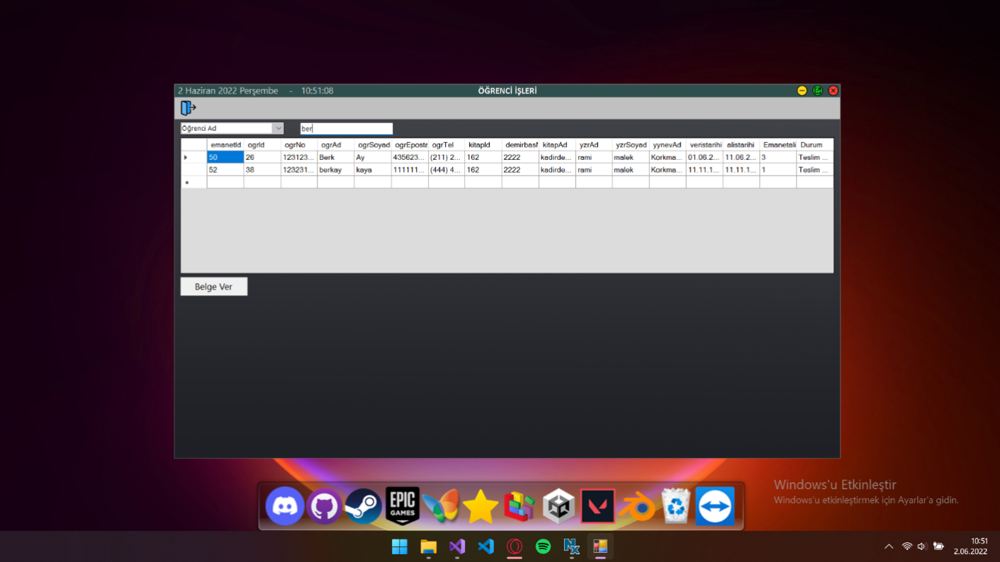 2 Haziran 2022 Perşembe - 10:51:08 ÖĞRENCİ İŞLERİ
Öğrenci Ad ber
emanetId ogrId ogrNo ogrAd ogrSoyad ogrEposta ogrTel kitapId demirbasN kitapAd yzrAd yzrSoyad yynevAd veristarihi alistarihi Emanetali Durum
50 26 123123... Berk Ay 435623... (211) 2... 162 2222 kadirde... rami malek Korkma... 01.06.2... 11.06.2... 3 Teslim ...
52 38 123231... berkay kaya 111111... (444) 4... 162 2222 kadirde... rami malek Korkma... 11.11.1... 11.11.1... 1 Teslim ...
Belge Ver
Windows'u Etkinleştir
Windows'u etkinleştirmek için Ayarlar'a gidin.
EPIC
GAMES
10:51
2.06.2022